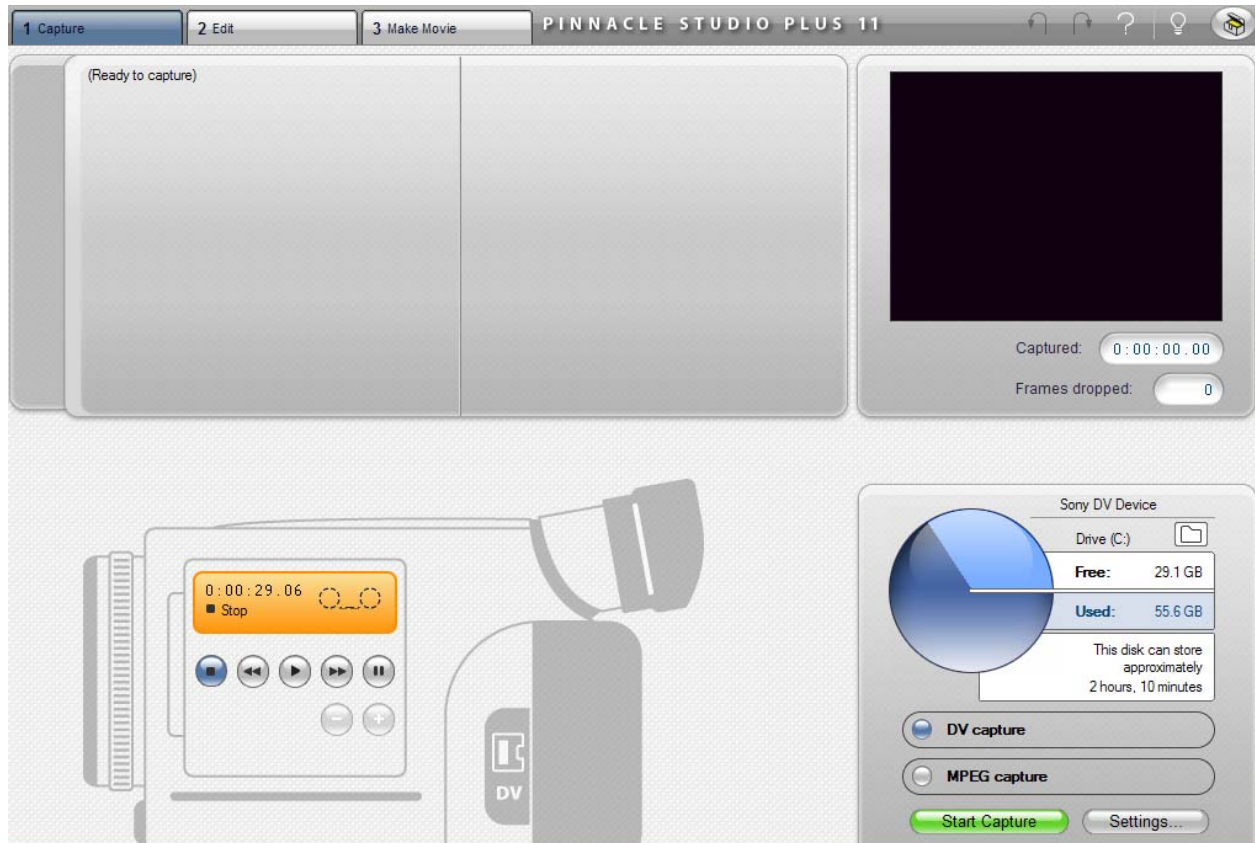 1 Capture
2 Edit
3 Make Movie
PINNACLE STUDIO PLUS 11
(Ready to capture)
Captured: 0:00:00.00
Frames dropped: 0
Sony DV Device
Drive (C:)
Free: 29.1 GB
Used: 55.6 GB
This disk can store
approximately
2 hours, 10 minutes
0:00:29.06
Stop
DV
DV capture
MPEG capture
Start Capture
Settings...